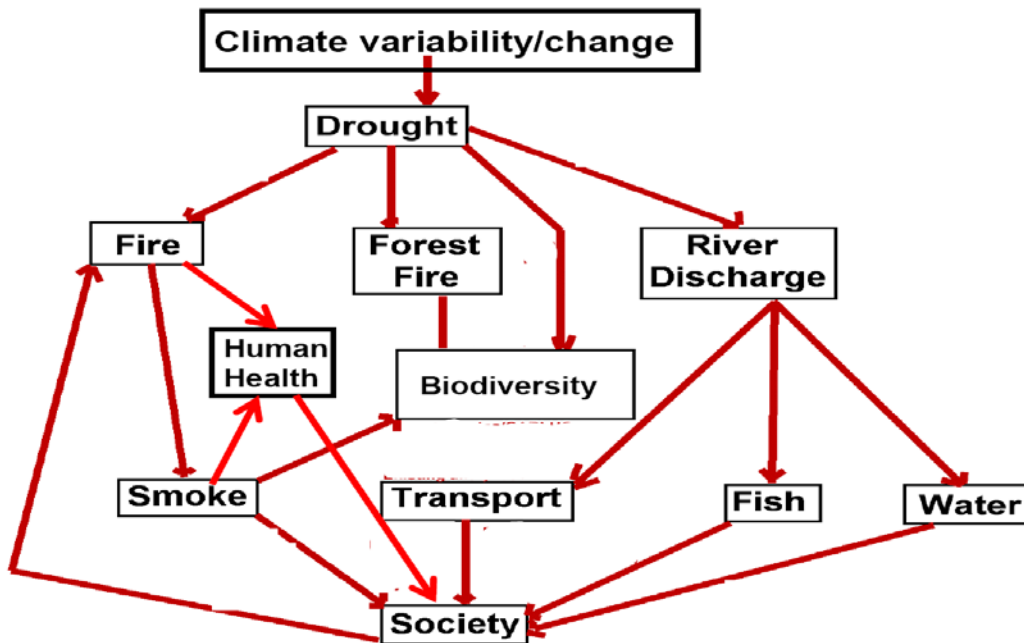 Climate variability/change
Drought
Fire
Forest
Fire
River
Discharge
Human
Health
Biodiversity
Smoke
Transport
Fish
Water
Society